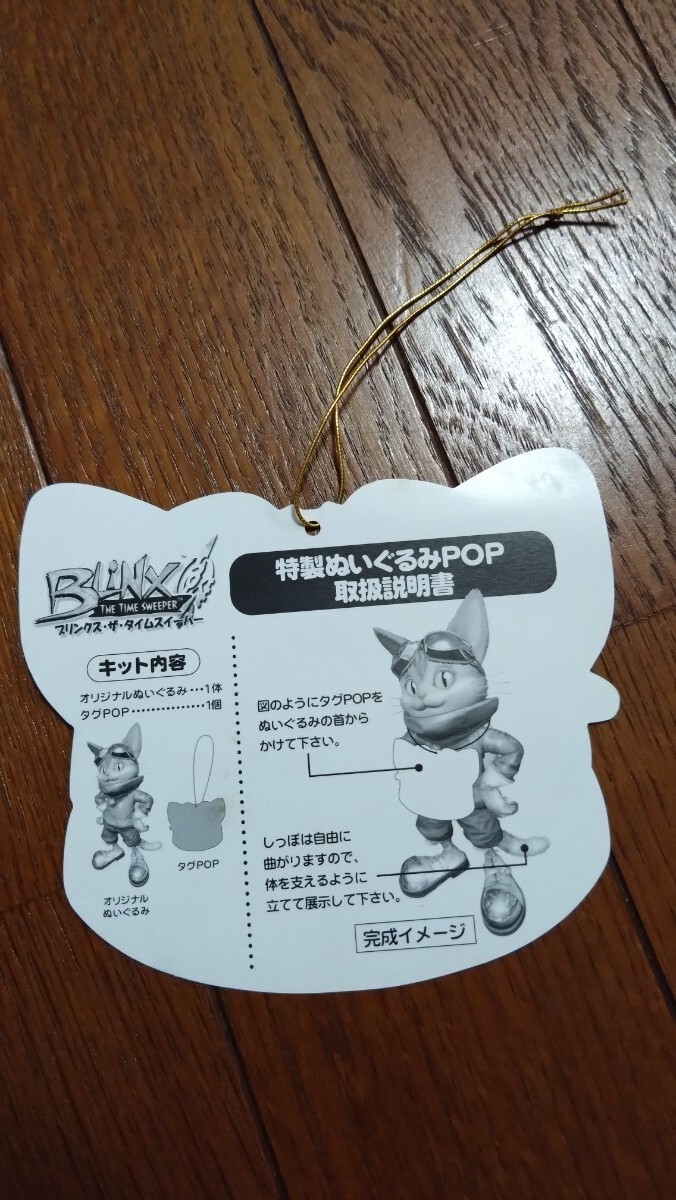 BLiNX
THE TIME SWEEPER
ブリンクス・ザ・タイムスイーパー
特製ぬいぐるみPOP
取扱説明書
キット内容
オリジナルぬいぐるみ…1体
タグPOP……………1個
タグPOP
オリジナル
ぬいぐるみ
図のようにタグPOPを
ぬいぐるみの首から
かけて下さい。
しっぽは自由に
曲がりますので、
体を支えるように
立てて展示して下さい。
完成イメージ